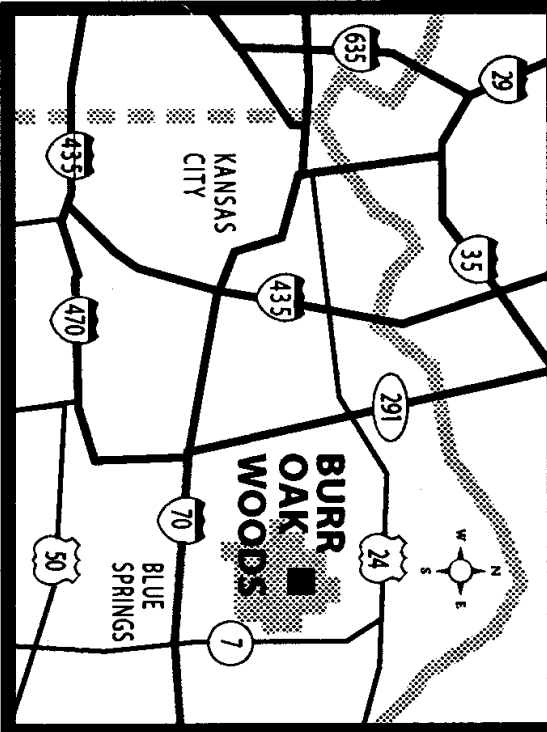 635
29
435
KANSAS
CITY
35
470
435
291
BURR
OAK
WOODS
70
24
50
BLUE
SPRINGS
7
N
W
E
S